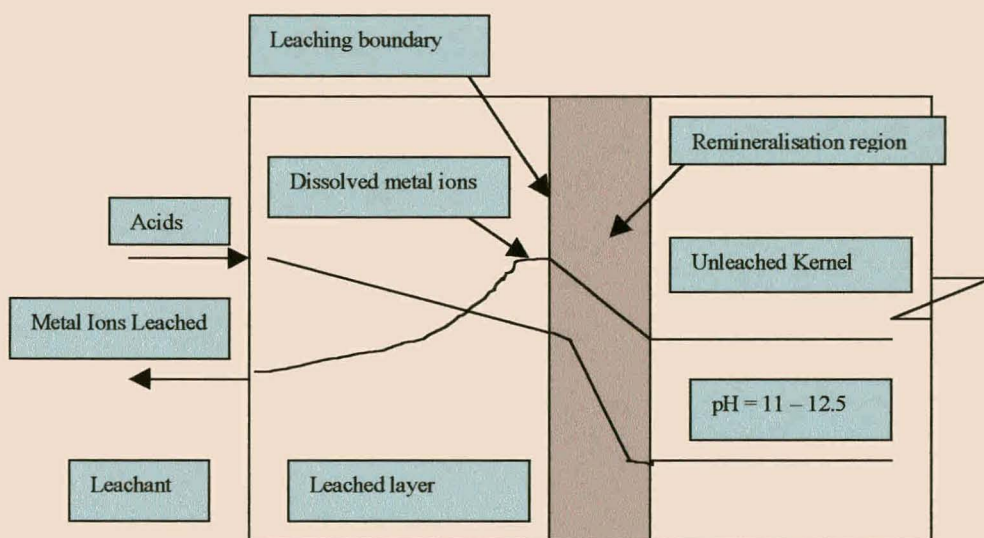 Leaching boundary
Remineralisation region
Dissolved metal ions
Acids
Unleached Kernel
Metal Ions Leached
pH = 11 – 12.5
Leachant
Leached layer